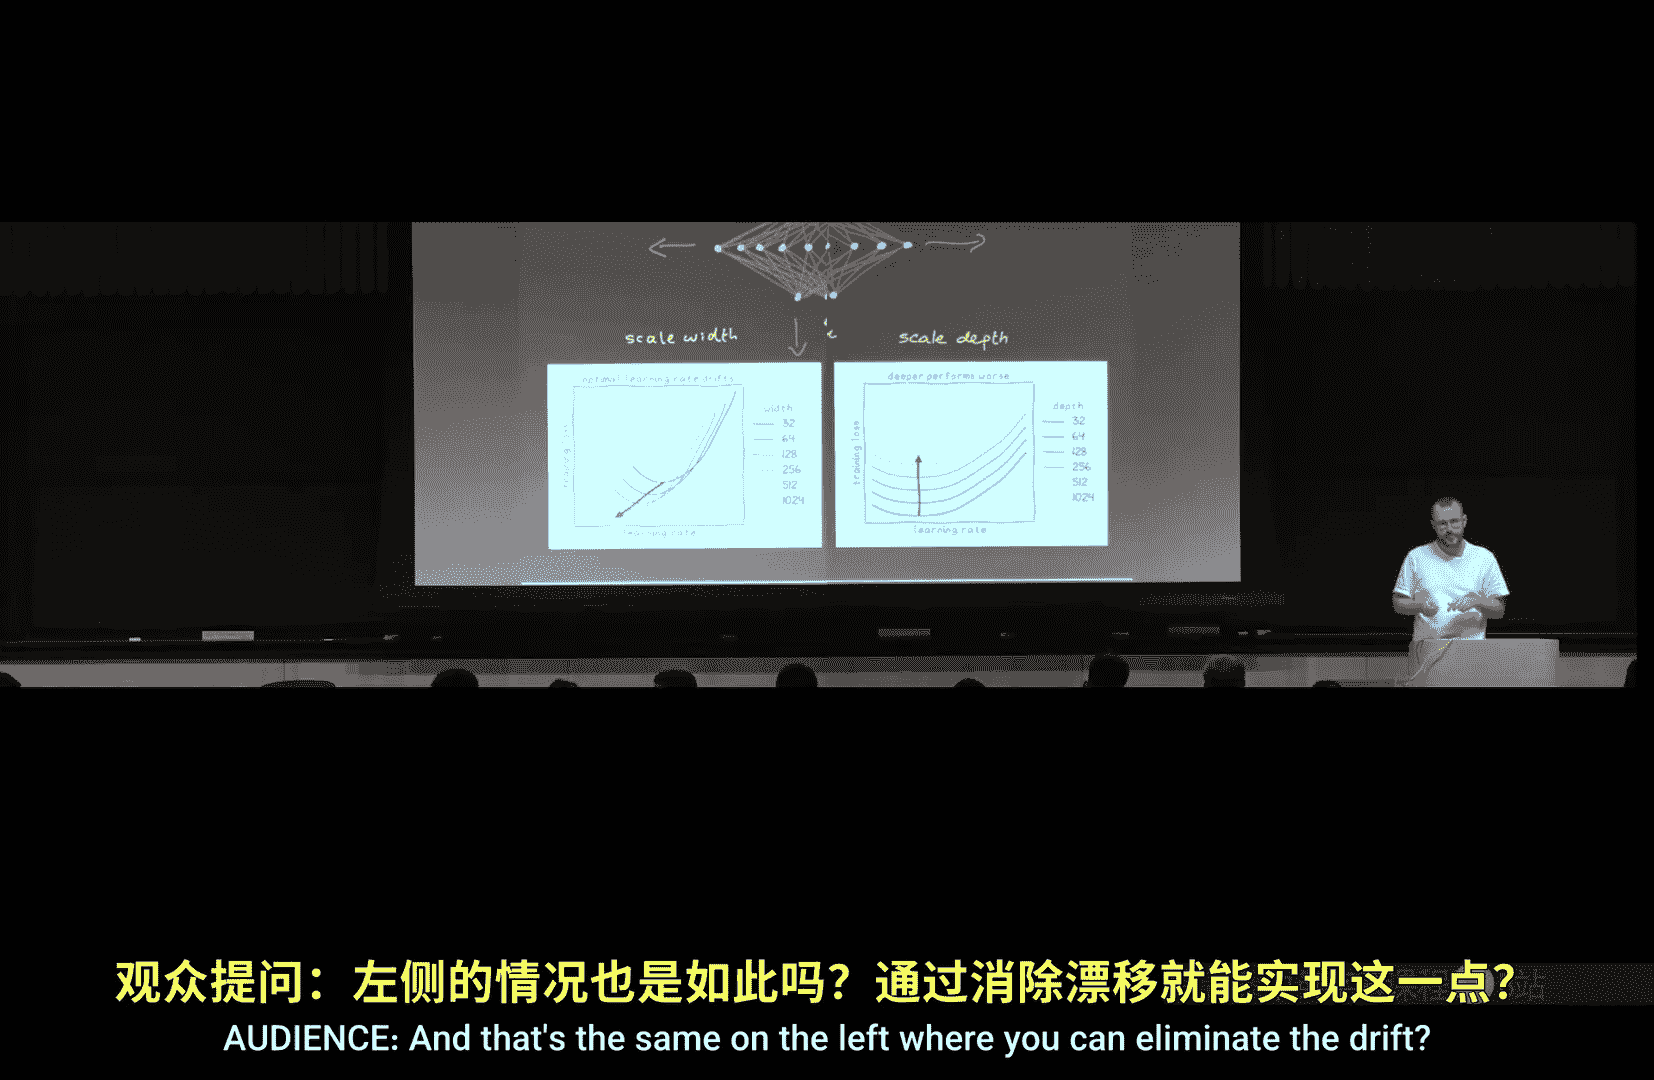 scale width
scale depth
optimal learning rate drifts
training loss
width
32
64
128
256
512
1024
learning rate
deeper performs worse
training loss
depth
32
64
128
256
512
1024
learning rate
观众提问：左侧的情况也是如此吗？通过消除漂移就能实现这一点？
AUDIENCE: And that's the same on the left where you can eliminate the drift?